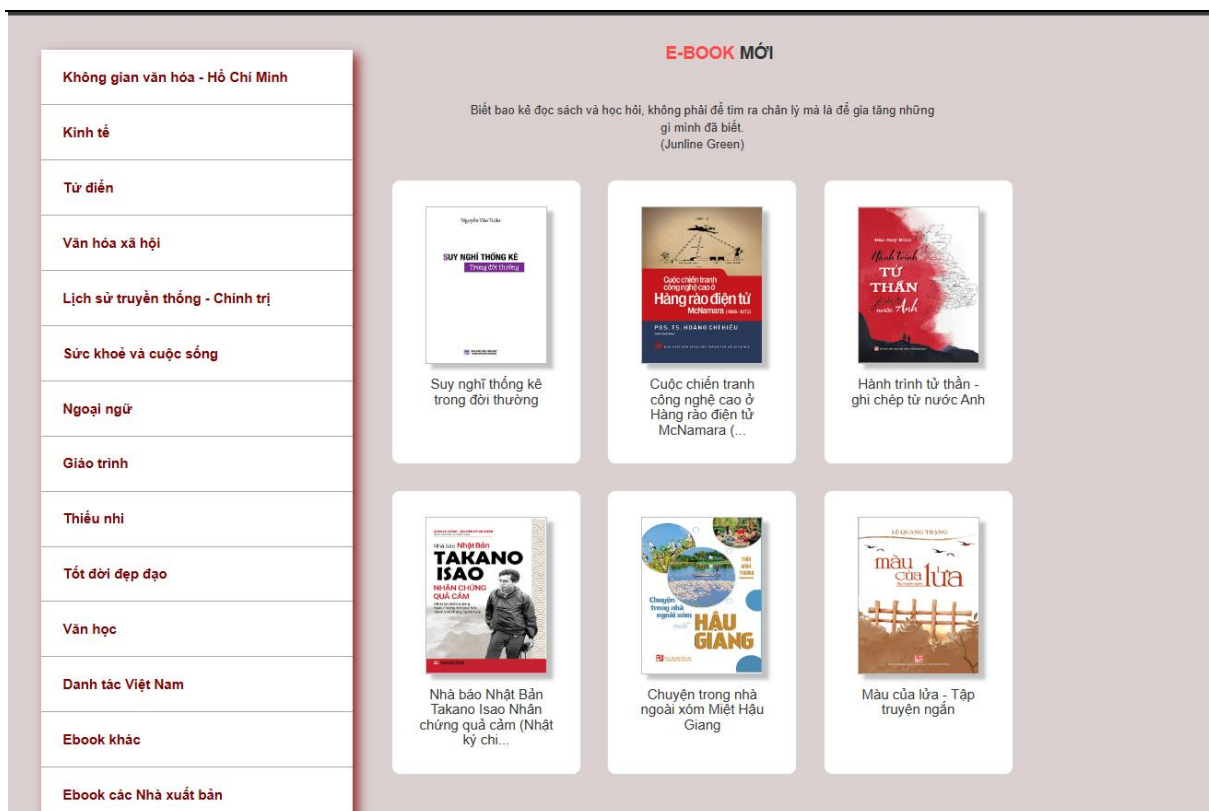 Không gian văn hóa - Hồ Chí Minh
Kinh tế
Từ điển
Văn hóa xã hội
Lịch sử truyền thống - Chính trị
Sức khoẻ và cuộc sống
Ngoại ngữ
Giáo trình
Thiếu nhi
Tốt đời đẹp đạo
Văn học
Danh tác Việt Nam
Ebook khác
Ebook các Nhà xuất bản
E-BOOK MỚI
Biết bao kẻ đọc sách và học hỏi, không phải để tìm ra chân lý mà là để gia tăng những
gì mình đã biết.
(Junline Green)
Nguyễn Văn Tuấn
SUY NGHĨ THỐNG KÊ
Trong đời thường
Suy nghĩ thống kê
trong đời thường
Cuộc chiến tranh
công nghệ cao ở
Hàng rào điện tử
McNamara (1966-1972)
PGS. TS. HOÀNG CHÍ HIẾU
Cuộc chiến tranh
công nghệ cao ở
Hàng rào điện tử
McNamara (...
Hành trình
TỬ
THẦN
nước Anh
Hành trình tử thần -
ghi chép từ nước Anh
Nhà báo Nhật Bản
TAKANO
ISAO
NHÂN CHỨNG
QUẢ CẢM
Nhà báo Nhật Bản
Takano Isao Nhân
chứng quả cảm (Nhật
ký chi...
Chuyện
trong nhà
ngoài xóm
miệt HẬU
GIANG
Chuyện trong nhà
ngoài xóm Miệt Hậu
Giang
LÊ QUANG TRẠNG
màu
của lửa
Màu của lửa - Tập
truyện ngắn